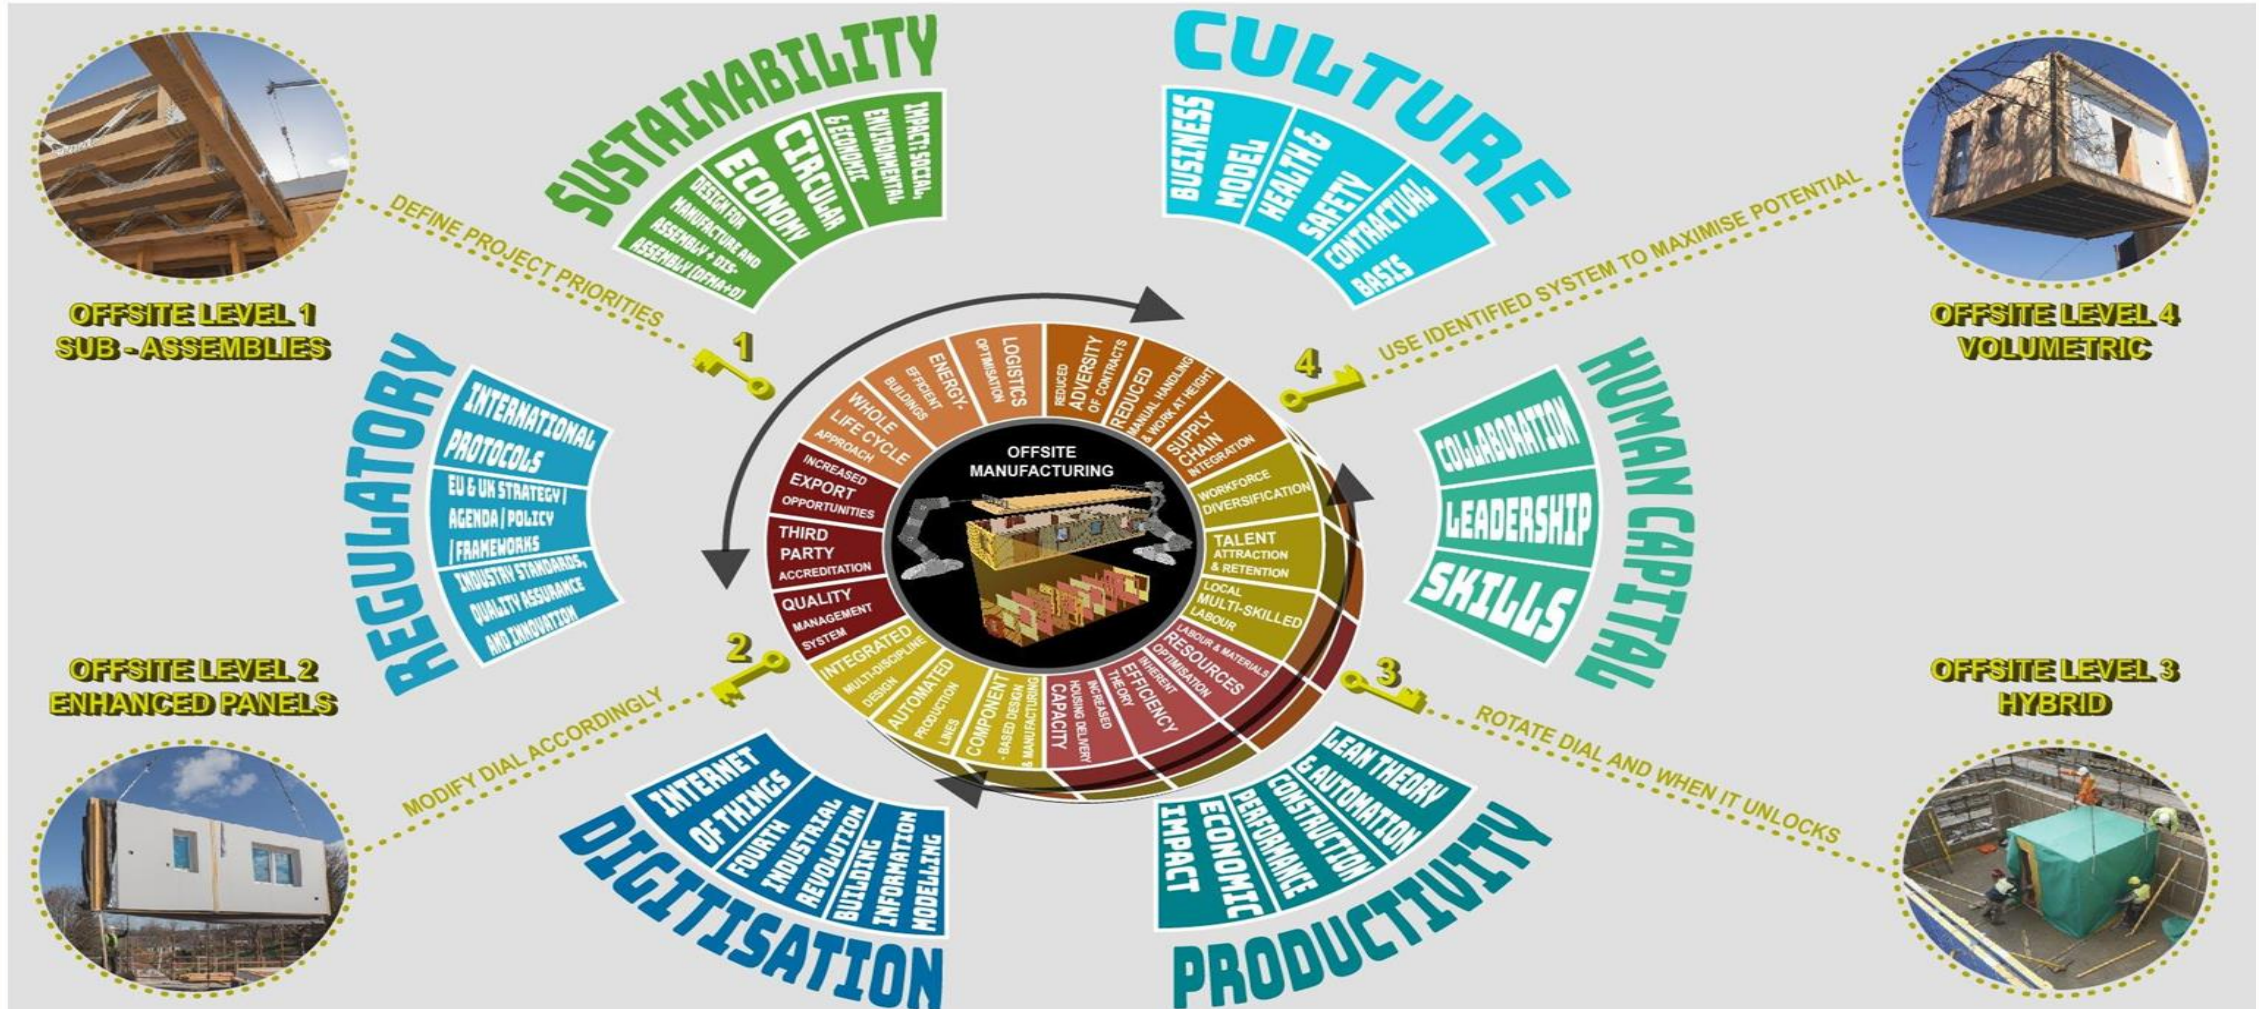 SUSTAINABILITY
DESIGN FOR
MANUFACTURE AND
ASSEMBLY + DIS-
ASSEMBLY (DFMA+D)
CIRCULAR
ECONOMY
IMPACT: SOCIAL,
ENVIRONMENTAL
& ECONOMIC
CULTURE
BUSINESS
MODEL
HEALTH &
SAFETY
CONTRACTUAL
BASIS
OFFSITE LEVEL 1
SUB - ASSEMBLIES
DEFINE PROJECT PRIORITIES
1
OFFSITE LEVEL 4
VOLUMETRIC
USE IDENTIFIED SYSTEM TO MAXIMISE POTENTIAL
4
REGULATORY
INTERNATIONAL
PROTOCOLS
EU & UK STRATEGY /
AGENDA / POLICY
/ FRAMEWORKS
INDUSTRY STANDARDS,
QUALITY ASSURANCE
AND INNOVATION
HUMAN CAPITAL
COLLABORATION
LEADERSHIP
SKILLS
OFFSITE
MANUFACTURING
LOGISTICS
OPTIMISATION
ENERGY-
EFFICIENT
BUILDINGS
WHOLE
LIFE CYCLE
APPROACH
INCREASED
EXPORT
OPPORTUNITIES
THIRD
PARTY
ACCREDITATION
QUALITY
MANAGEMENT
SYSTEM
INTEGRATED
MULTI-DISCIPLINE
DESIGN
AUTOMATED
PRODUCTION
LINES
COMPONENT
- BASED DESIGN
& MANUFACTURING
INCREASED
HOUSING DELIVERY
CAPACITY
INHERENT
EFFICIENCY
THEORY
LABOUR & MATERIALS
RESOURCES
OPTIMISATION
LOCAL
MULTI-SKILLED
LABOUR
TALENT
ATTRACTION
& RETENTION
WORKFORCE
DIVERSIFICATION
SUPPLY
CHAIN
INTEGRATION
REDUCED
MANUAL HANDLING
& WORK AT HEIGHT
REDUCED
ADVERSITY
OF CONTRACTS
OFFSITE LEVEL 2
ENHANCED PANELS
MODIFY DIAL ACCORDINGLY
2
OFFSITE LEVEL 3
HYBRID
ROTATE DIAL AND WHEN IT UNLOCKS
3
INTERNET
OF THINGS
FOURTH
INDUSTRIAL
REVOLUTION
BUILDING
INFORMATION
MODELLING
DIGITISATION
LEAN THEORY
& AUTOMATION
CONSTRUCTION
PERFORMANCE
ECONOMIC
IMPACT
PRODUCTIVITY